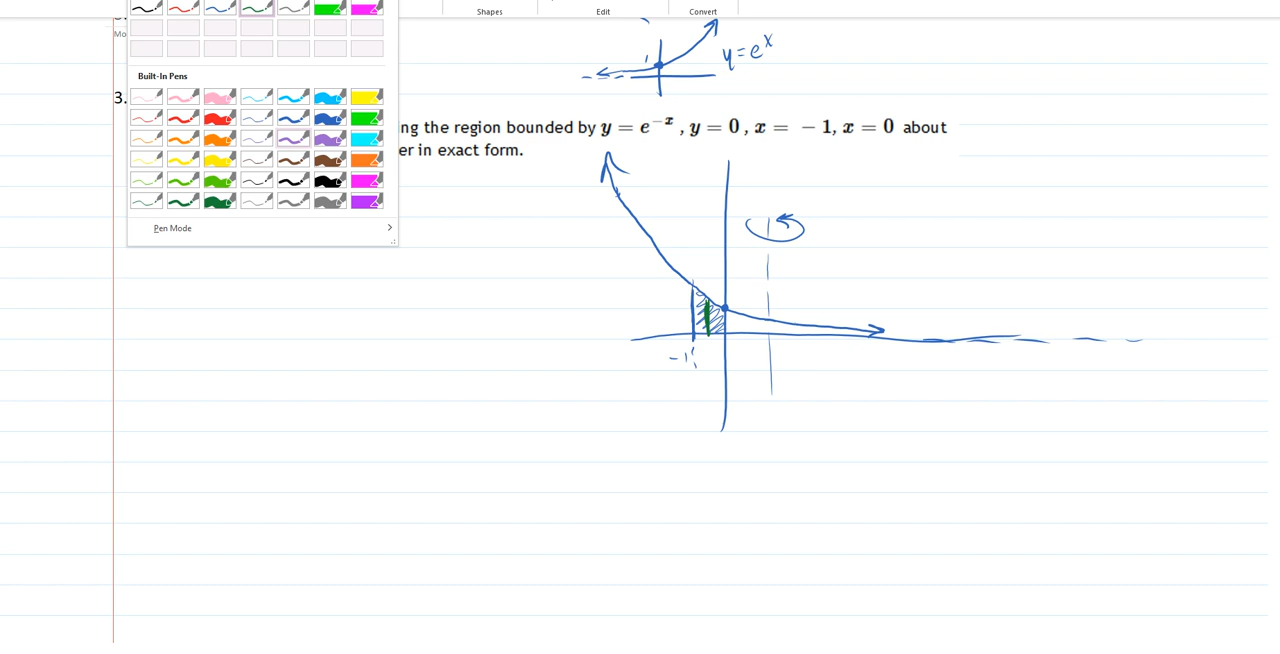 Shapes Edit Convert
Mo
Built-In Pens
1
y = e^x
3.
ng the region bounded by y = e^{-x}, y = 0, x = -1, x = 0 about
er in exact form.
Pen Mode
-1